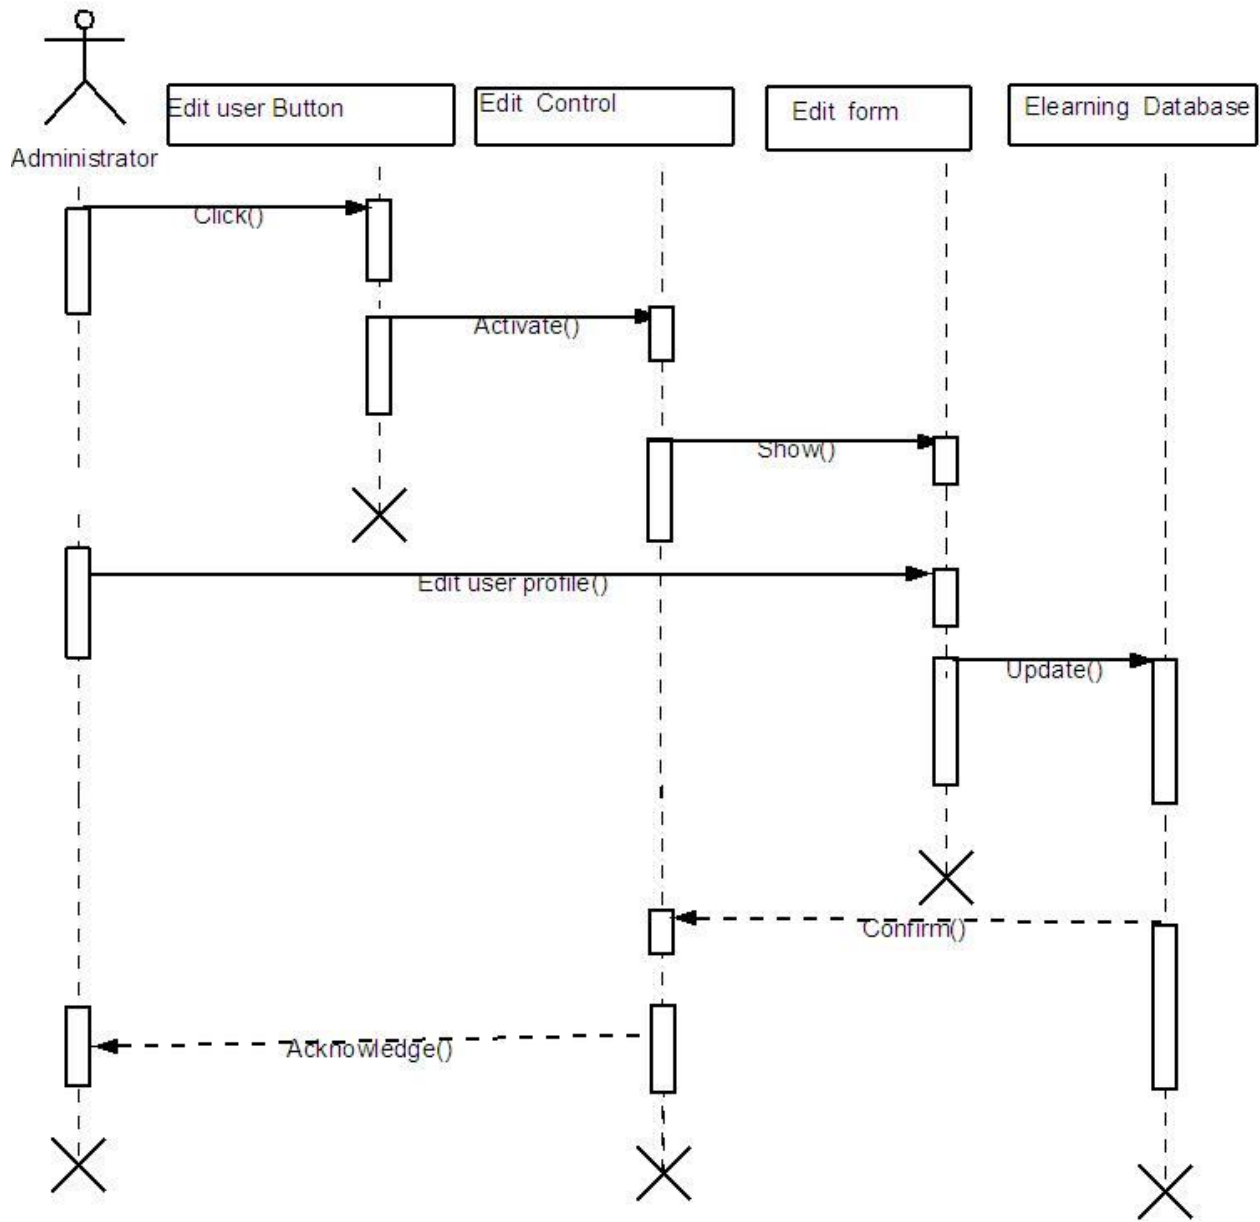 Administrator
Edit user Button
Edit Control
Edit form
Elearning Database
Click()
Activate()
Show()
Edit user profile()
Update()
Confirm()
Acknowledge()